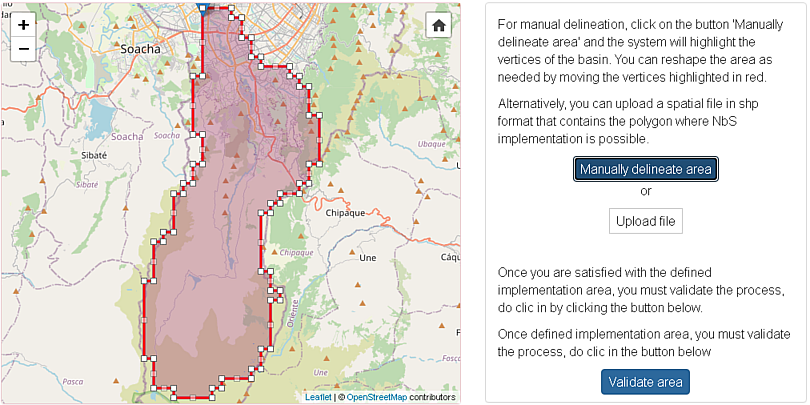 +
−
Soacha
Soacha
Soacha
Sibaté
Sibaté
Ubaque
Chipaque
Chipaque
Une
Cáqu
Oriente
Une
Pasca
Fosc
Leaflet | © OpenStreetMap contributors
For manual delineation, click on the button 'Manually
delineate area' and the system will highlight the
vertices of the basin. You can reshape the area as
needed by moving the vertices highlighted in red.
Alternatively, you can upload a spatial file in shp
format that contains the polygon where NbS
implementation is possible.
Manually delineate area
or
Upload file
Once you are satisfied with the defined
implementation area, you must validate the process,
do clic in by clicking the button below.
Once defined implementation area, you must validate
the process, do clic in the button below
Validate area